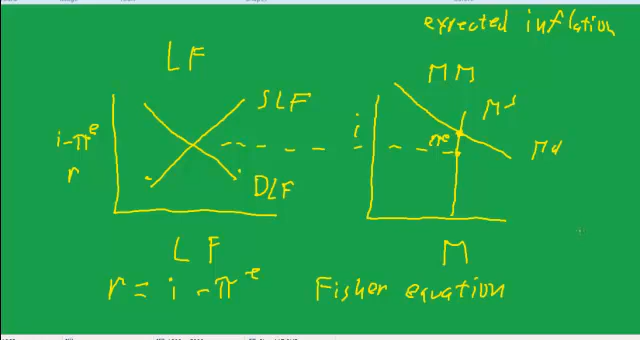 expected inflation
LF
MM
SLF
Ms
i-πᵉ
i
πᵉ
Md
r
DLF
LF
M
r = i - πᵉ Fisher equation